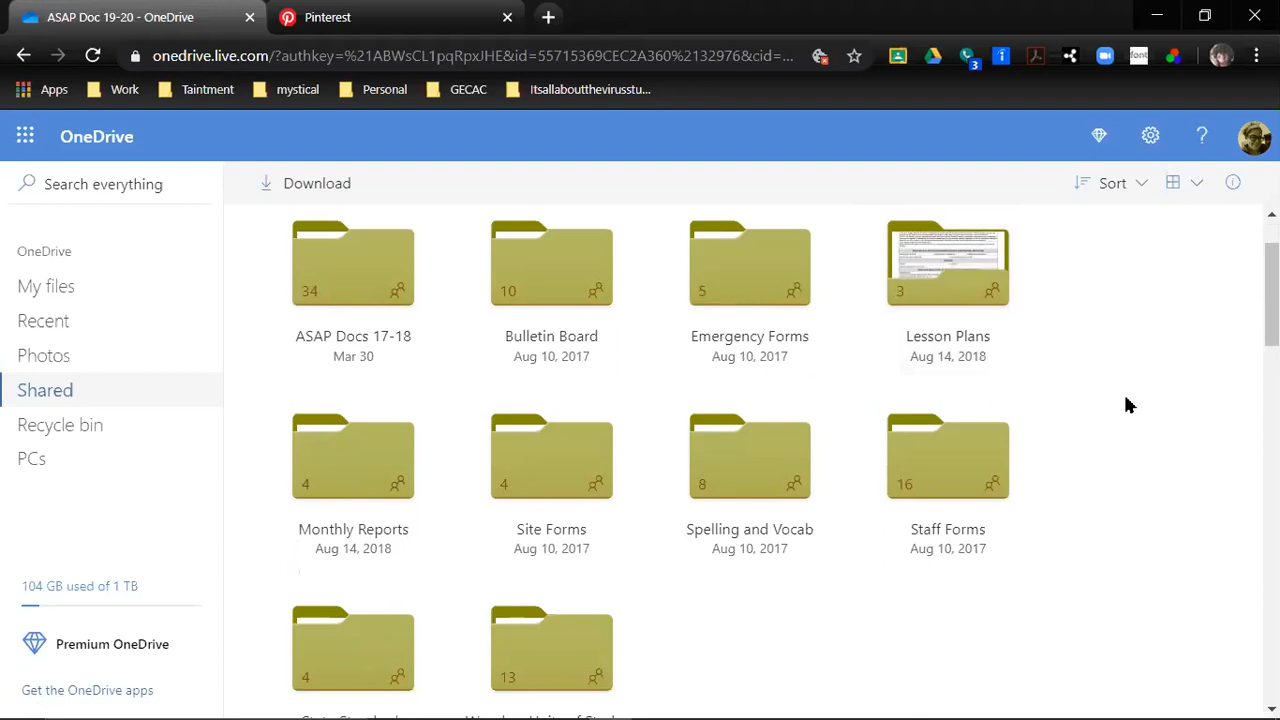 ASAP Doc 19-20 - OneDrive
Pinterest
onedrive.live.com/?authkey=%21ABWsCL1pqRpxJHE&id=55715369CEC2A360%2132976&cid=...
3
font
Apps
Work
Taintment
mystical
Personal
GECAC
Itsallaboutthevirusstu...
OneDrive
?
Search everything
Download
Sort
OneDrive
My files
Recent
Photos
Shared
Recycle bin
PCs
104 GB used of 1 TB
Premium OneDrive
Get the OneDrive apps
34
10
5
3
ASAP Docs 17-18
Bulletin Board
Emergency Forms
Lesson Plans
Mar 30
Aug 10, 2017
Aug 10, 2017
Aug 14, 2018
4
4
8
16
Monthly Reports
Site Forms
Spelling and Vocab
Staff Forms
Aug 14, 2018
Aug 10, 2017
Aug 10, 2017
Aug 10, 2017
4
13